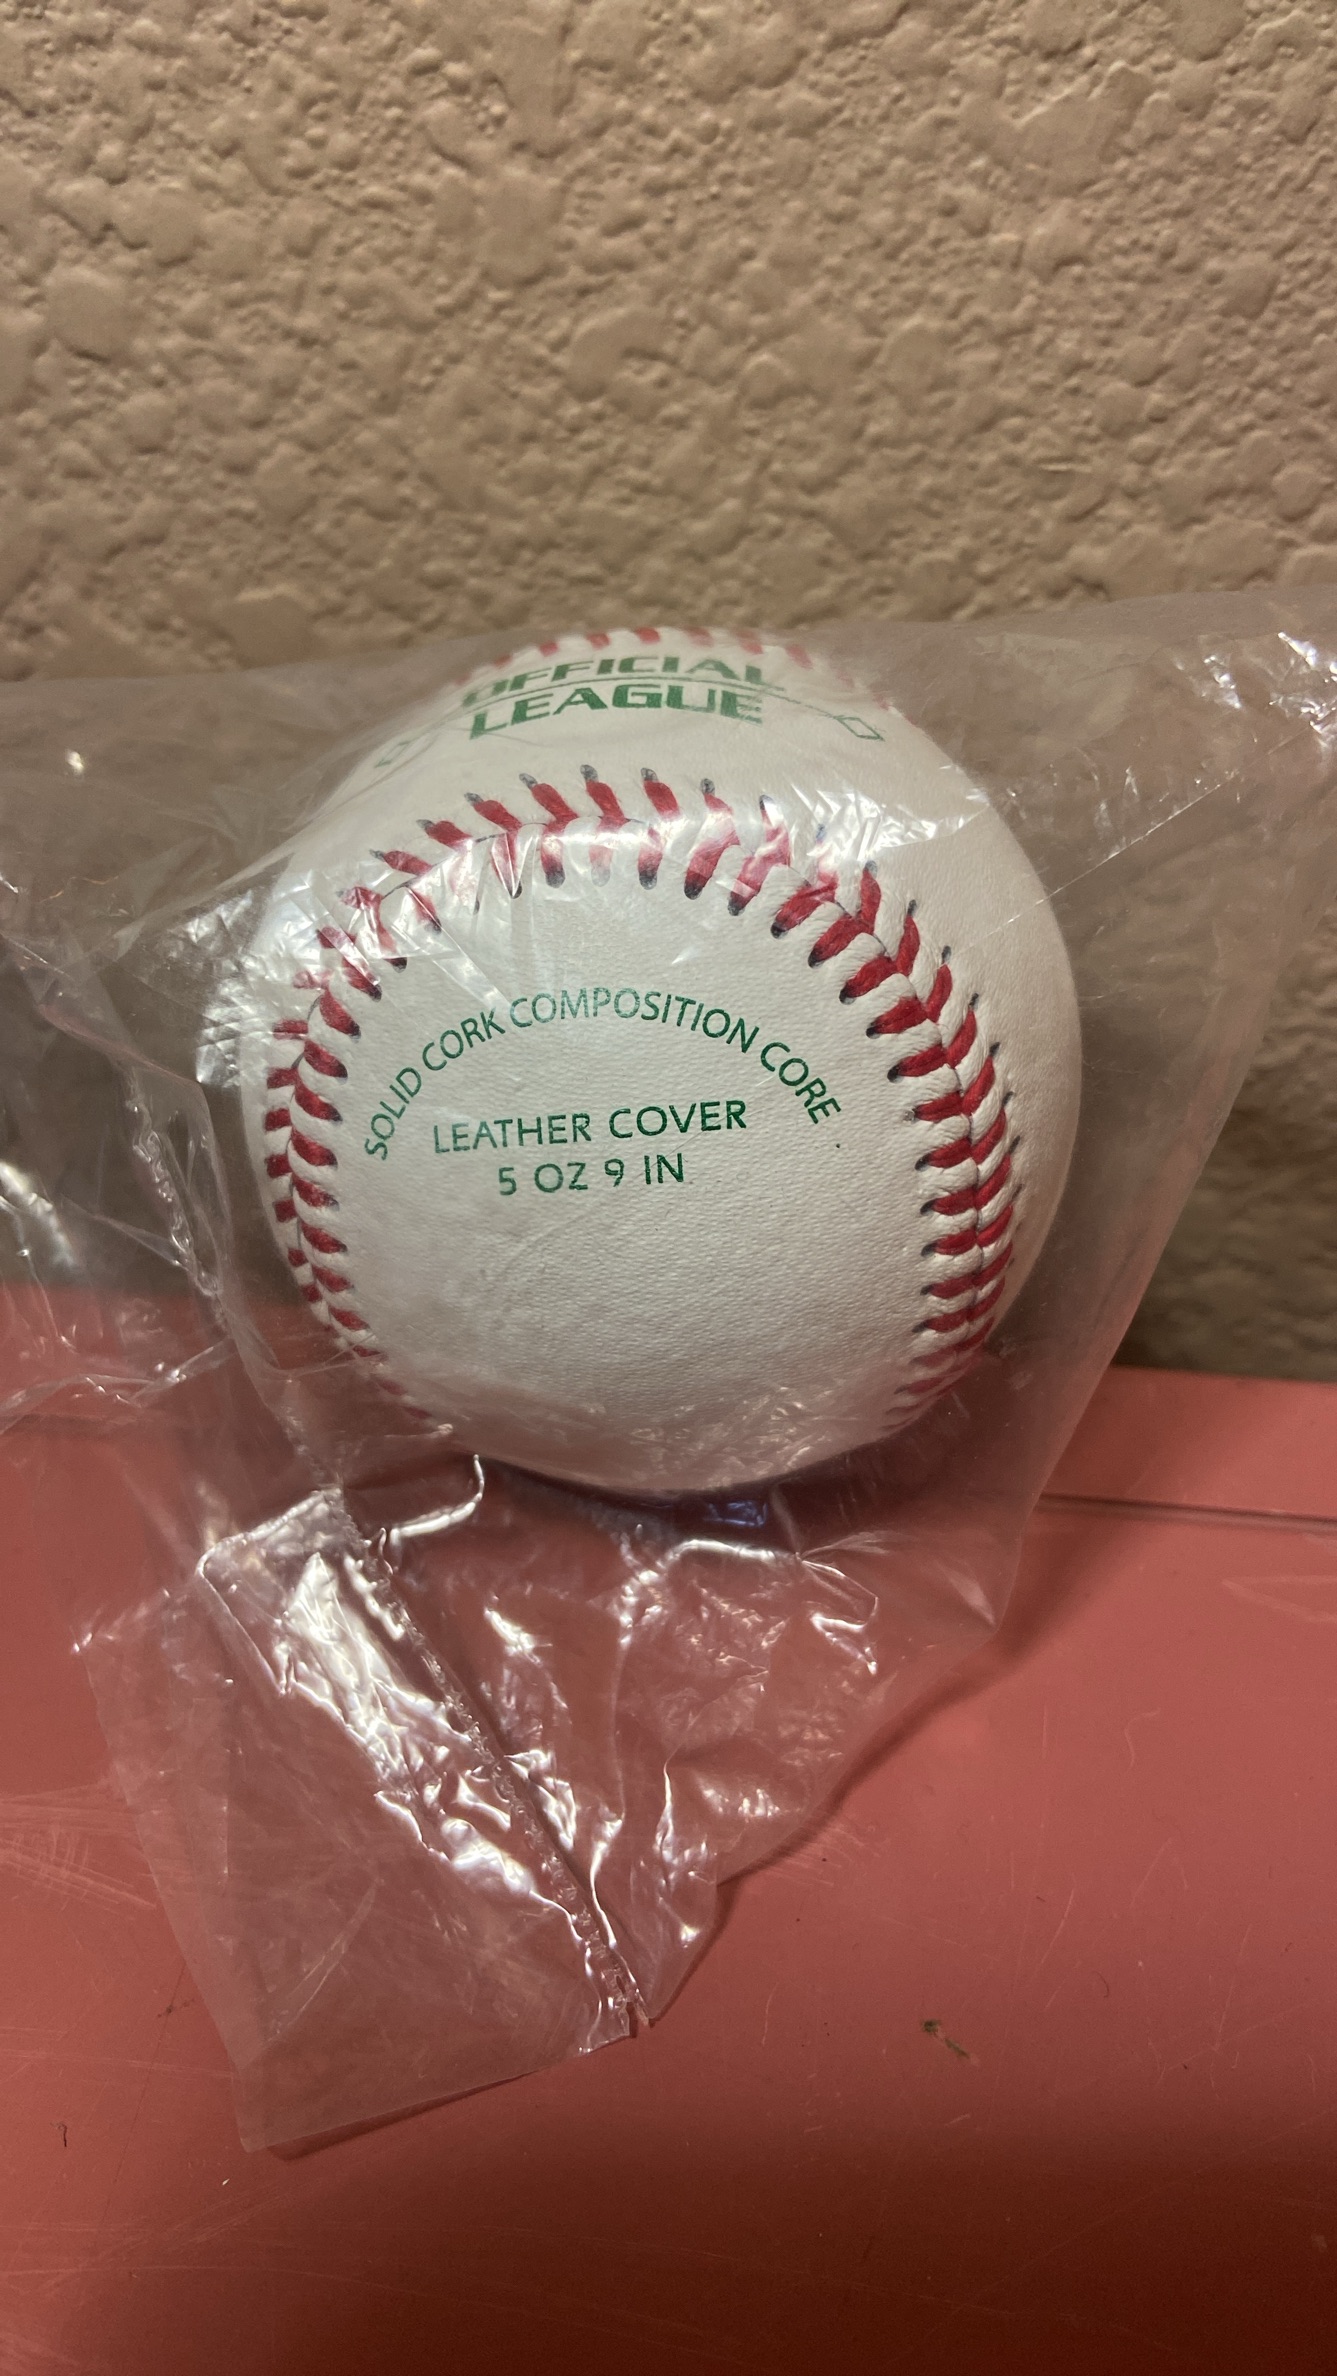 OFFICIAL
LEAGUE
SOLID CORK COMPOSITION CORE
LEATHER COVER
5 OZ 9 IN